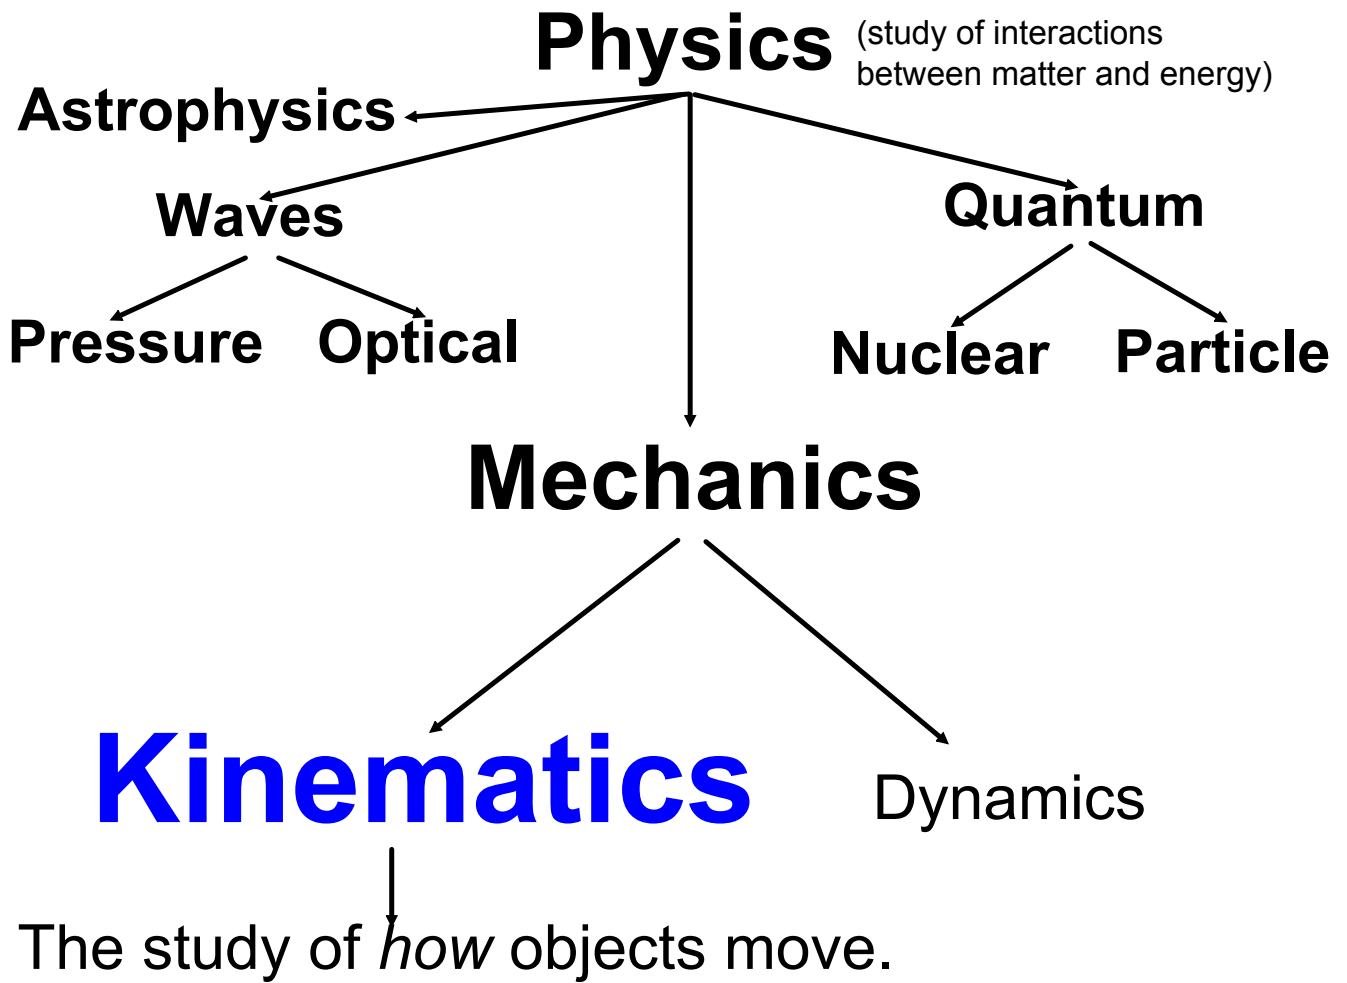 Physics
(study of interactions
between matter and energy)
Astrophysics
Waves
Quantum
Pressure
Optical
Nuclear
Particle
Mechanics
Kinematics
Dynamics
The study of how objects move.